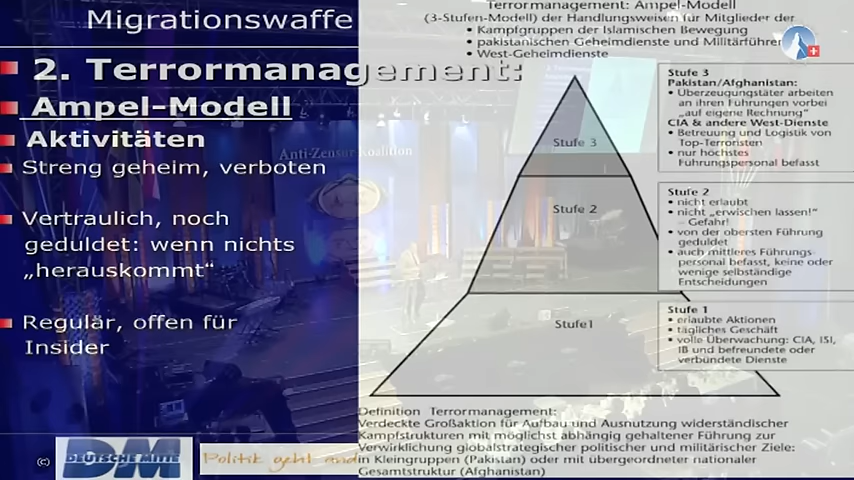 Migrationswaffe
2. Terrormanagement:
Ampel-Modell
Aktivitäten
Streng geheim, verboten
Vertraulich, noch
geduldet: wenn nichts
„herauskommt“
Regulär, offen für
Insider
(c)
DM
DEUTSCHE MITTE
Politik geht
Terrormanagement: Ampel-Modell
(3-Stufen-Modell) der Handlungsweisen für Mitglieder der
• Kampfgruppen der Islamischen Bewegung
• pakistanischen Geheimdienste und Militärführer
• West-Geheimdienste
Anti-Zensur Koalition
Stufe 3
Stufe 2
Stufe1
Stufe 3
Pakistan/Afghanistan:
• Überzeugungstäter arbeiten
an ihren Führungen vorbei
„auf eigene Rechnung“
CIA & andere West-Dienste
• Betreuung und Logistik von
Top-Terroristen
• nur höchstes
Führungspersonal befasst
Stufe 2
• nicht erlaubt
• nicht „erwischen lassen!“
– Gefahr!
• von der obersten Führung
geduldet
• auch mittleres Führungs-
personal befasst, keine oder
wenige selbständige
Entscheidungen
Stufe 1
• erlaubte Aktionen
• tägliches Geschäft
• volle Überwachung: CIA, ISI,
IB und befreundete oder
verbündete Dienste
Definition Terrormanagement:
Verdeckte Großaktion für Aufbau und Ausnutzung widerständischer
Kampfstrukturen mit möglichst abhängig gehaltener Führung zur
Verwirklichung globalstrategischer politischer und militärischer Ziele:
in Kleingruppen (Pakistan) oder mit übergeordneter nationaler
Gesamtstruktur (Afghanistan)